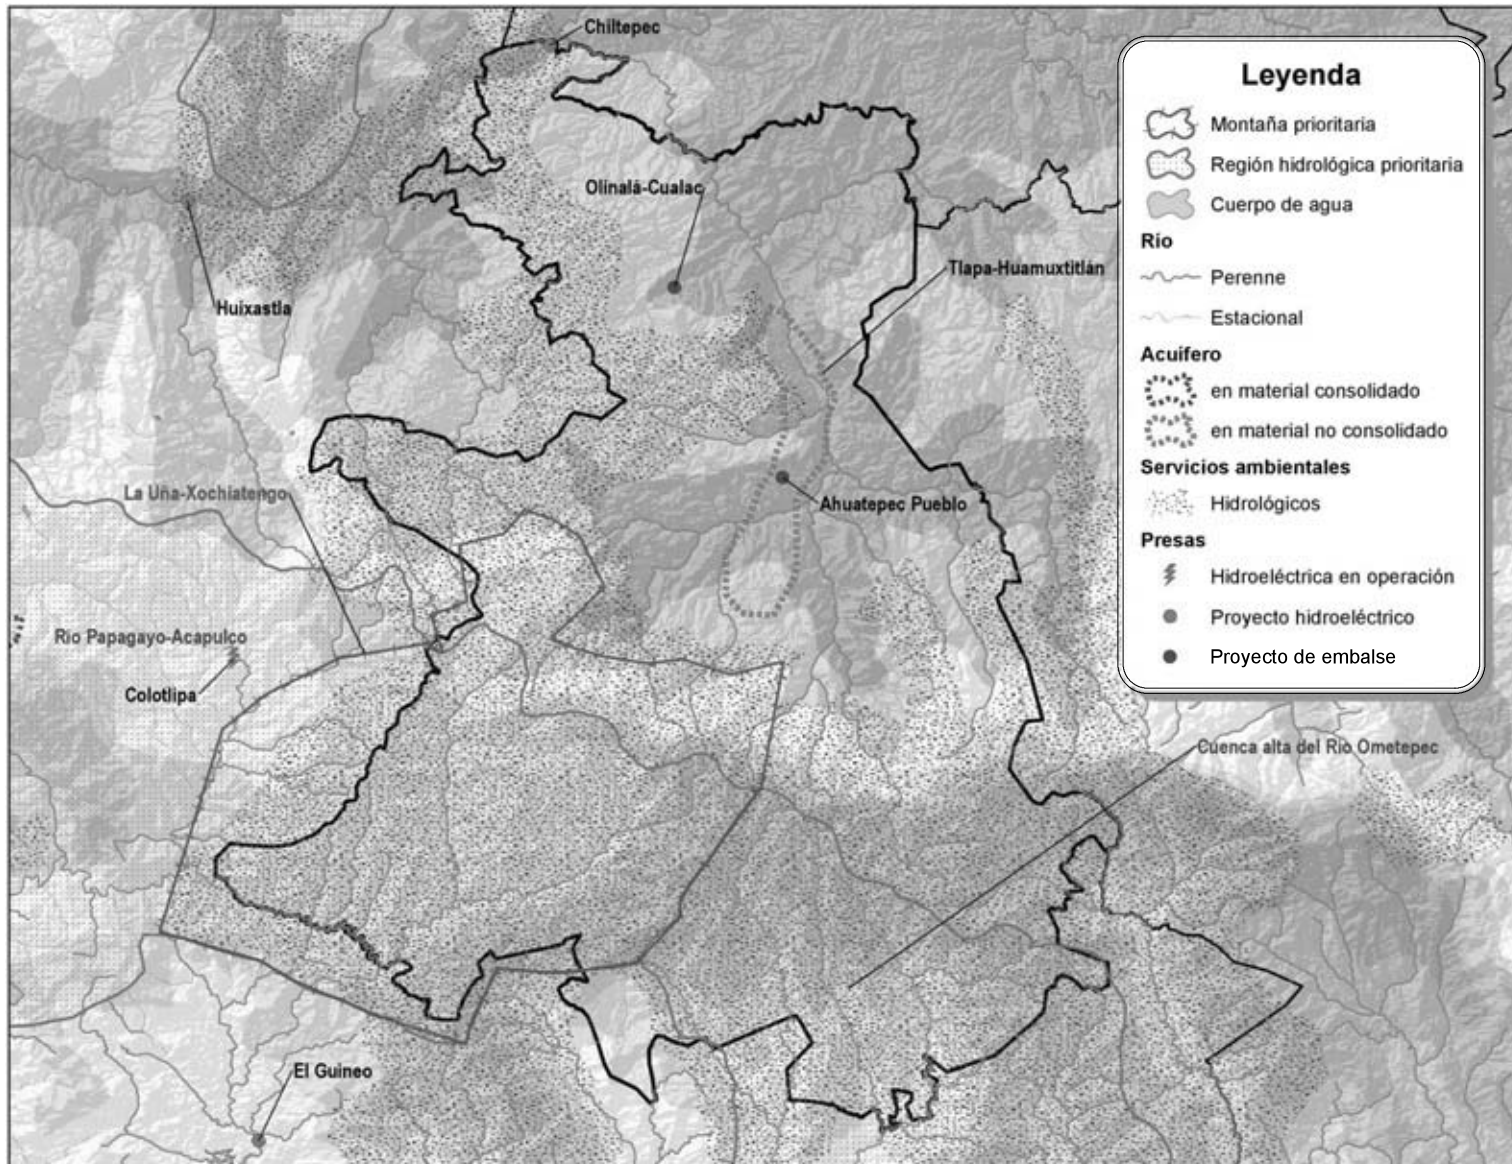 Chiltepec
Olinalá-Cualac
Tlapa-Huamuxtitlán
Huixastla
La Uña-Xochiatengo
Ahuatepec Pueblo
Río Papagayo-Acapulco
Colotlipa
Cuenca alta del Río Ometepec
El Guineo
Leyenda
Montaña prioritaria
Región hidrológica prioritaria
Cuerpo de agua
Río
Perenne
Estacional
Acuífero
en material consolidado
en material no consolidado
Servicios ambientales
Hidrológicos
Presas
Hidroeléctrica en operación
Proyecto hidroeléctrico
Proyecto de embalse